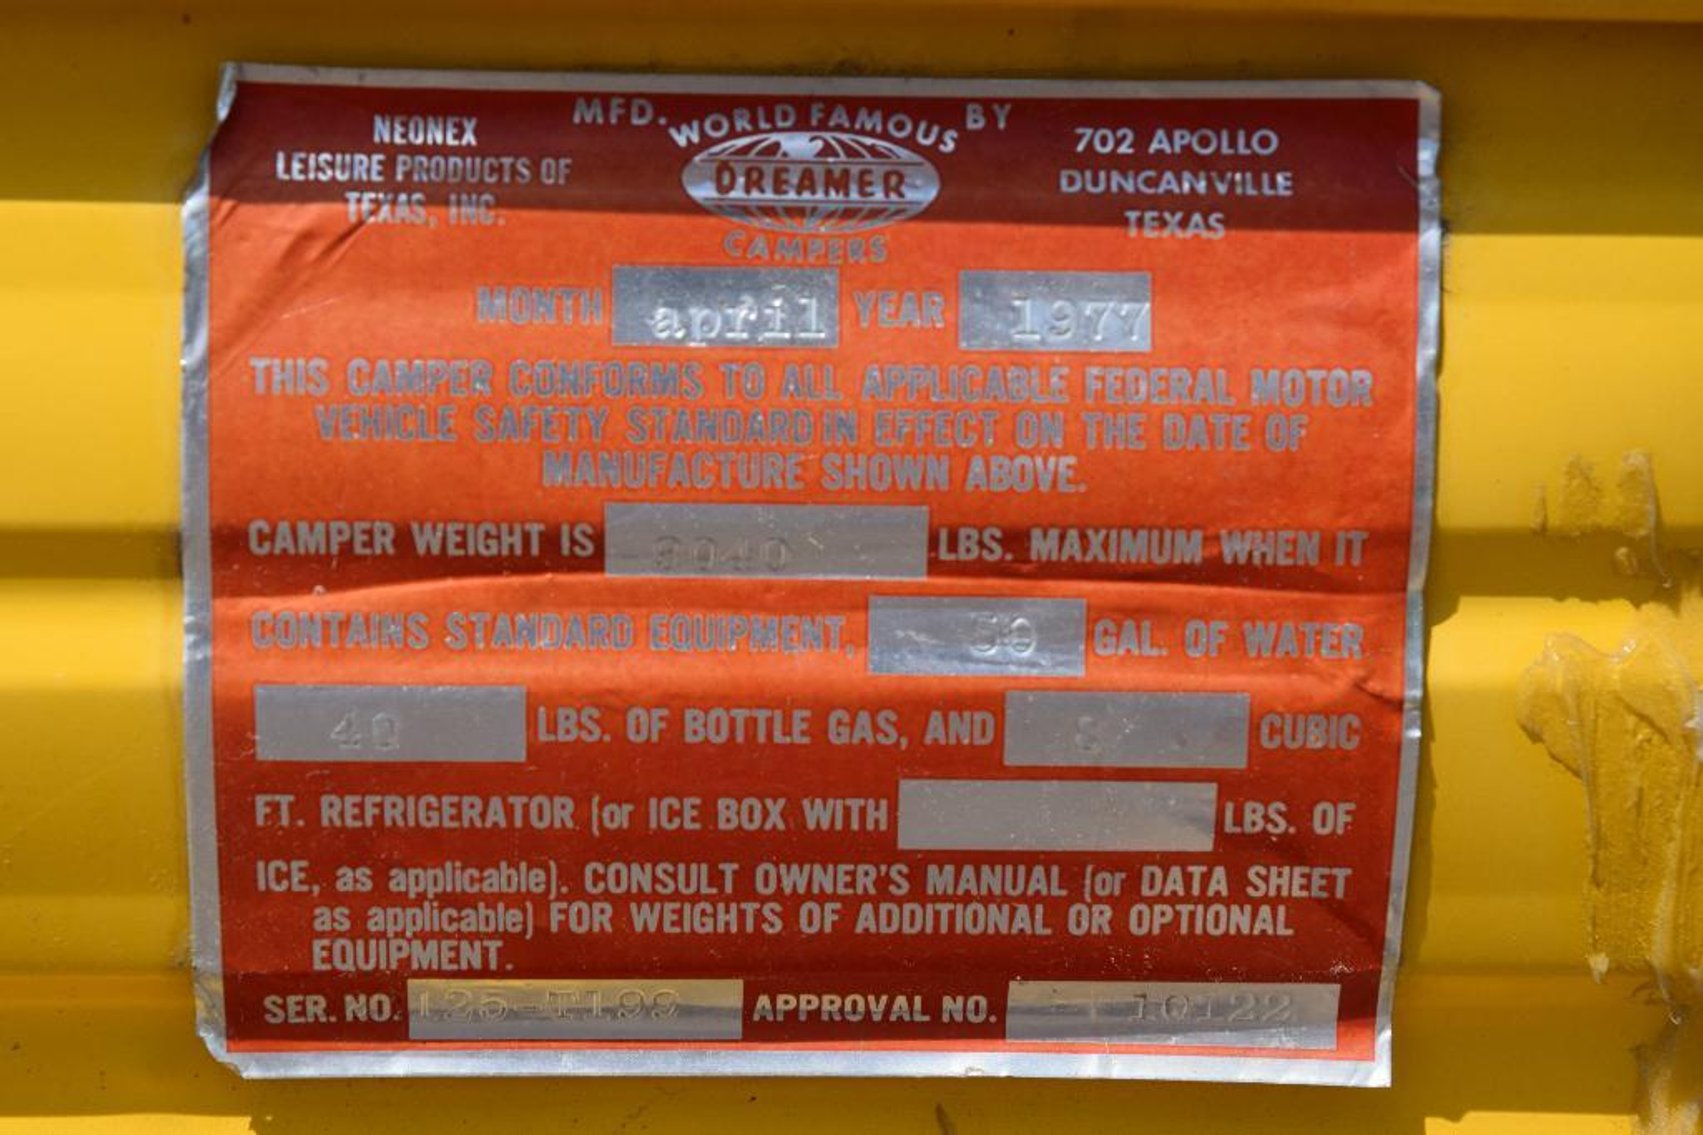 MFD. WORLD FAMOUS BY
NEONEX
LEISURE PRODUCTS OF
TEXAS, INC.
DREAMER
CAMPERS
702 APOLLO
DUNCANVILLE
TEXAS
MONTH april YEAR 1977
THIS CAMPER CONFORMS TO ALL APPLICABLE FEDERAL MOTOR
VEHICLE SAFETY STANDARD IN EFFECT ON THE DATE OF
MANUFACTURE SHOWN ABOVE.
CAMPER WEIGHT IS LBS. MAXIMUM WHEN IT
CONTAINS STANDARD EQUIPMENT, 50 GAL. OF WATER
40 LBS. OF BOTTLE GAS, AND CUBIC
FT. REFRIGERATOR (or ICE BOX WITH LBS. OF
ICE, as applicable). CONSULT OWNER'S MANUAL (or DATA SHEET
as applicable) FOR WEIGHTS OF ADDITIONAL OR OPTIONAL
EQUIPMENT.
SER. NO. 125-T199 APPROVAL NO. 10122